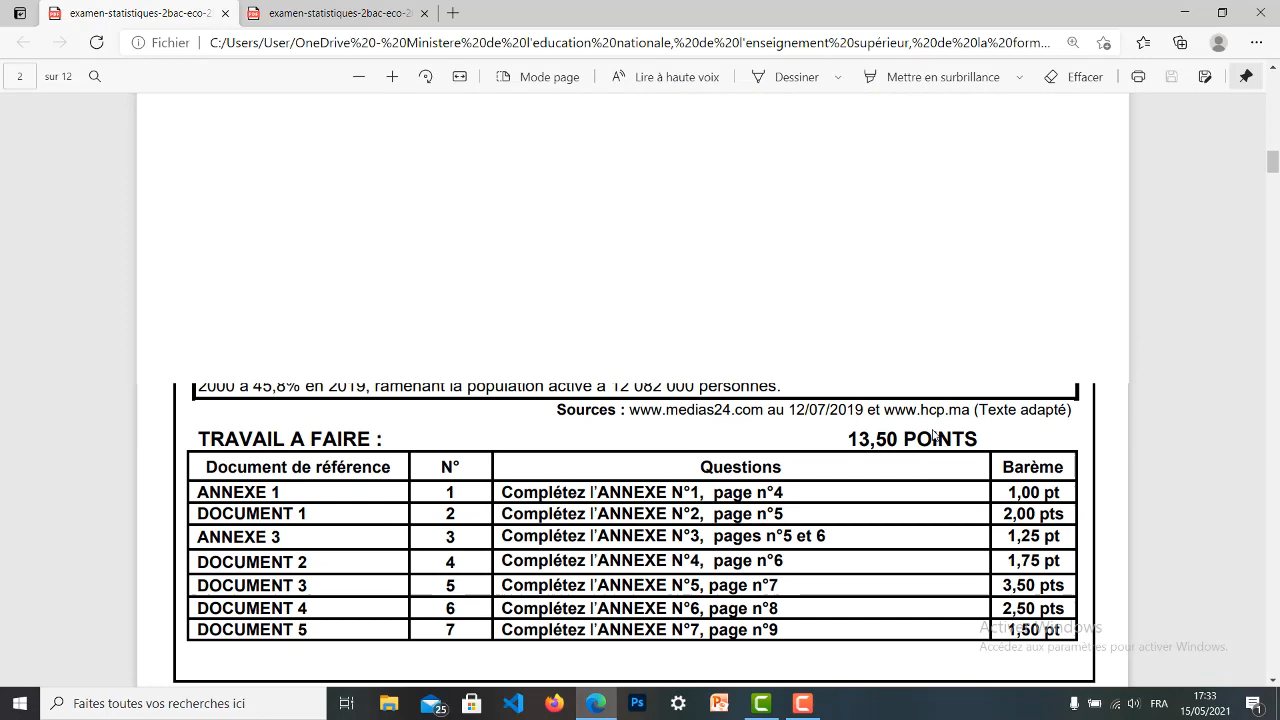 examen-statistiques-2bac-eco-2
examen-statistiques-2bac-eco-2
Fichier C:/Users/User/OneDrive%20-%20Ministere%20de%20l'education%20nationale,%20de%20l'enseignement%20supérieur,%20de%20la%20form...
2 sur 12 Mode page Lire à haute voix Dessiner Mettre en surbrillance Effacer
2000 à 45,8% en 2019, ramenant la population active à 12 082 000 personnes.
Sources : www.medias24.com au 12/07/2019 et www.hcp.ma (Texte adapté)
TRAVAIL A FAIRE : 13,50 POINTS
Document de référence N° Questions Barème
ANNEXE 1 1 Complétez l'ANNEXE N°1, page n°4 1,00 pt
DOCUMENT 1 2 Complétez l'ANNEXE N°2, page n°5 2,00 pts
ANNEXE 3 3 Complétez l'ANNEXE N°3, pages n°5 et 6 1,25 pt
DOCUMENT 2 4 Complétez l'ANNEXE N°4, page n°6 1,75 pt
DOCUMENT 3 5 Complétez l'ANNEXE N°5, page n°7 3,50 pts
DOCUMENT 4 6 Complétez l'ANNEXE N°6, page n°8 2,50 pts
DOCUMENT 5 7 Complétez l'ANNEXE N°7, page n°9 1,50 pt
Activer Windows
Accédez aux paramètres pour activer Windows.
Faites toutes vos recherches ici
25
Ps
FRA
17:33
15/05/2021
1